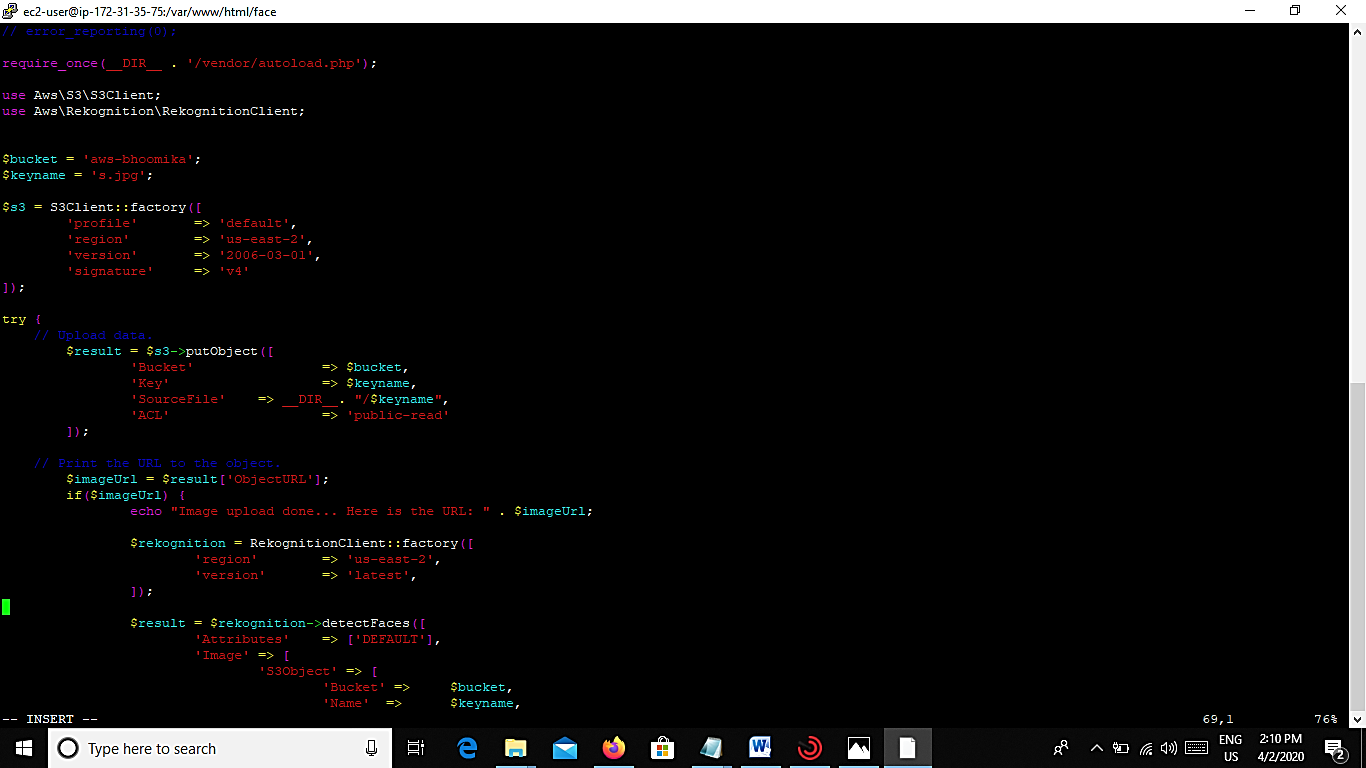 ec2-user@ip-172-31-35-75:/var/www/html/face
// error_reporting(0);
require_once(__DIR__ . '/vendor/autoload.php');
use Aws\S3\S3Client;
use Aws\Rekognition\RekognitionClient;
$bucket = 'aws-bhoomika';
$keyname = 's.jpg';
$s3 = S3Client::factory([
'profile' => 'default',
'region' => 'us-east-2',
'version' => '2006-03-01',
'signature' => 'v4'
]);
try {
// Upload data.
$result = $s3->putObject([
'Bucket' => $bucket,
'Key' => $keyname,
'SourceFile' => __DIR__. "/$keyname",
'ACL' => 'public-read'
]);
// Print the URL to the object.
$imageUrl = $result['ObjectURL'];
if($imageUrl) {
echo "Image upload done... Here is the URL: " . $imageUrl;
$rekognition = RekognitionClient::factory([
'region' => 'us-east-2',
'version' => 'latest',
]);
$result = $rekognition->detectFaces([
'Attributes' => ['DEFAULT'],
'Image' => [
'S3Object' => [
'Bucket' => $bucket,
'Name' => $keyname,
-- INSERT -- 69,1 76%
Type here to search
ENG
US
2:10 PM
4/2/2020
2